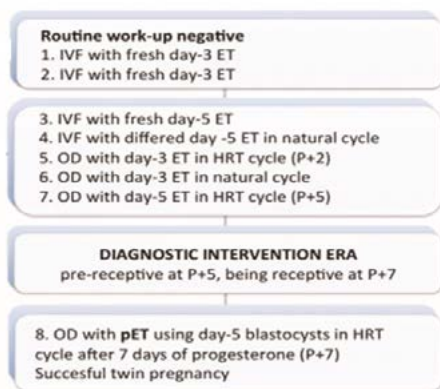 Routine work-up negative
1. IVF with fresh day-3 ET
2. IVF with fresh day-3 ET
3. IVF with fresh day-5 ET
4. IVF with differed day -5 ET in natural cycle
5. OD with day-3 ET in HRT cycle (P+2)
6. OD with day-3 ET in natural cycle
7. OD with day-5 ET in HRT cycle (P+5)
DIAGNOSTIC INTERVENTION ERA
pre-receptive at P+5, being receptive at P+7
8. OD with pET using day-5 blastocysts in HRT
cycle after 7 days of progesterone (P+7)
Succesful twin pregnancy